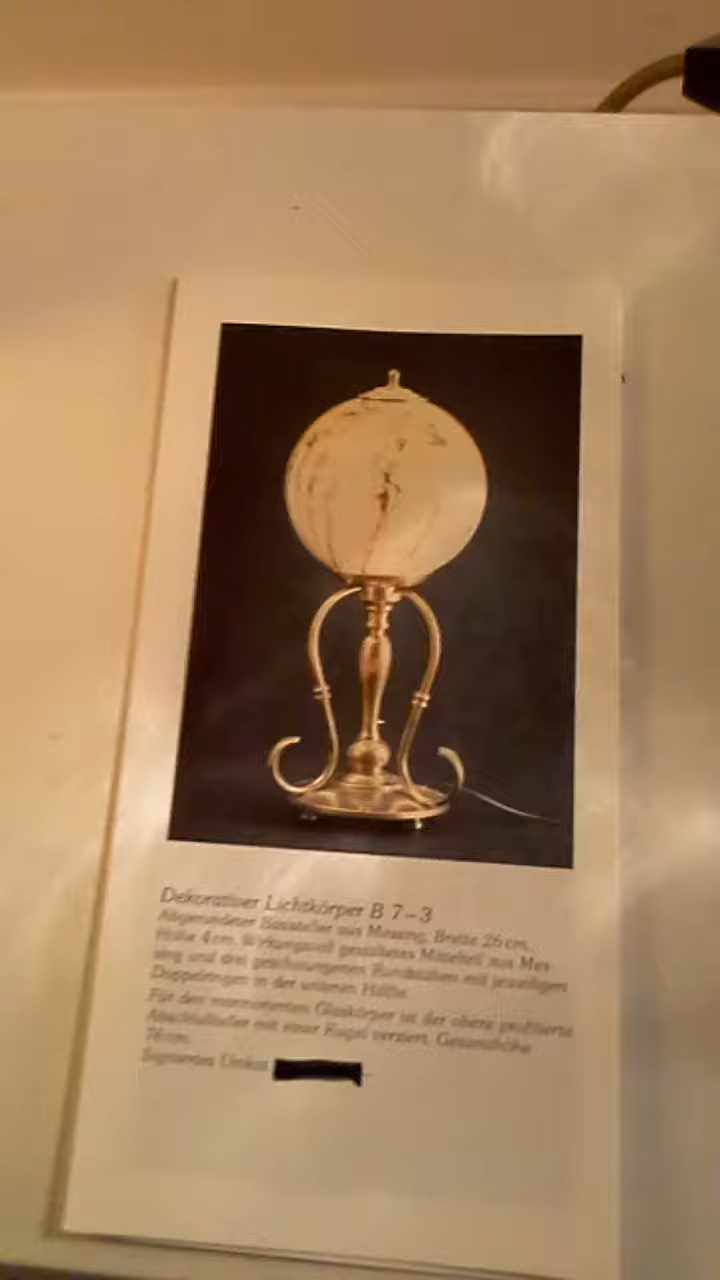 Dekorativer Lichtkörper B 7–3
Abgerundeter Basisteller aus Messing, Breite 26 cm,
Höhe 4 cm. Wirkungsvoll gestaltetes Mittelteil aus Mes-
sing und drei geschwungenen Rundstäben mit jeweiligen
Doppelringen in der unteren Hälfte.
Für den marmorierten Glaskörper ist der obere profilierte
Abschlußteller mit einer Kugel verziert. Gesamthöhe
76 cm.
Signiertes Unikat